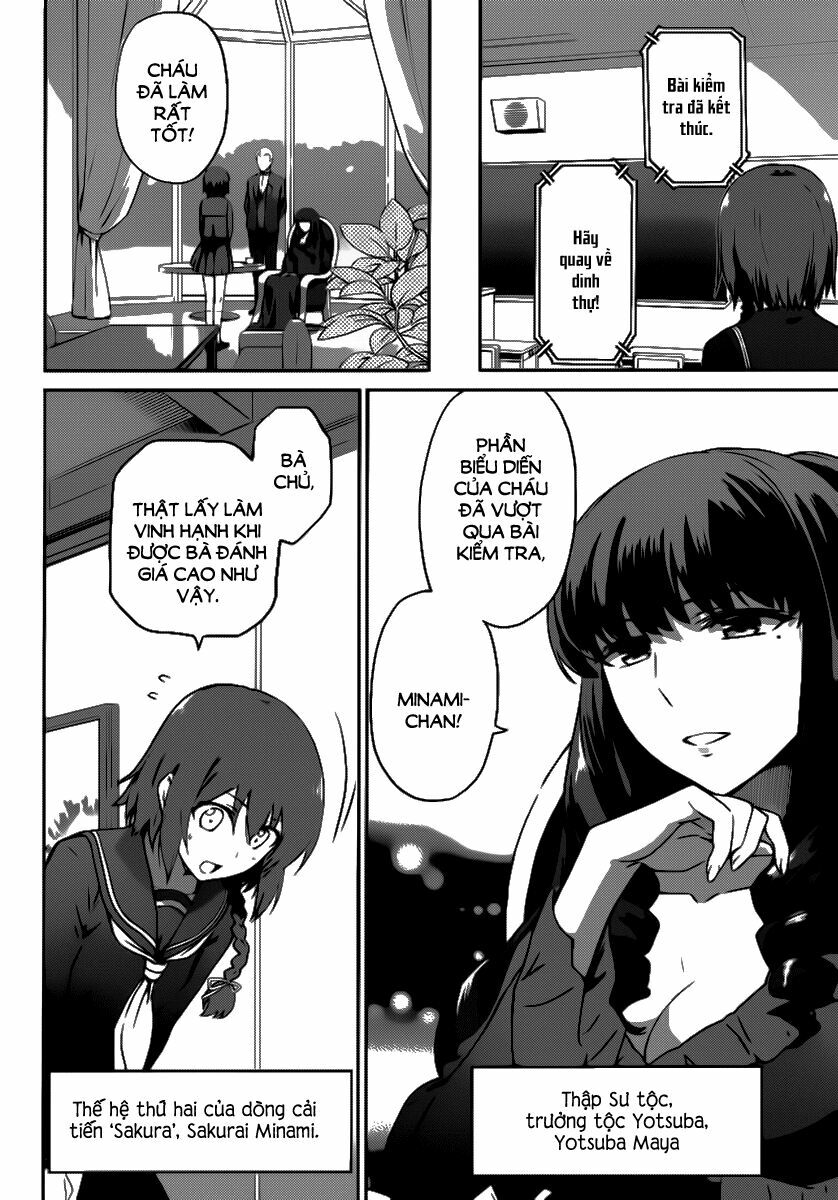 Bài kiểm
tra đã kết
thúc.
Hãy
quay về
dinh
thự!
CHÁU
ĐÃ LÀM
RẤT
TỐT!
PHẦN
BIỂU DIỄN
CỦA CHÁU
ĐÃ VƯỢT
QUA BÀI
KIỂM TRA,
MINAMI-
CHAN!
BÀ
CHỦ,
THẬT LẤY LÀM
VINH HẠNH KHI
ĐƯỢC BÀ ĐÁNH
GIÁ CAO NHƯ
VẬY.
Thập Sư tộc,
trưởng tộc Yotsuba,
Yotsuba Maya
Thế hệ thứ hai của dòng cải
tiến ‘Sakura’, Sakurai Minami.